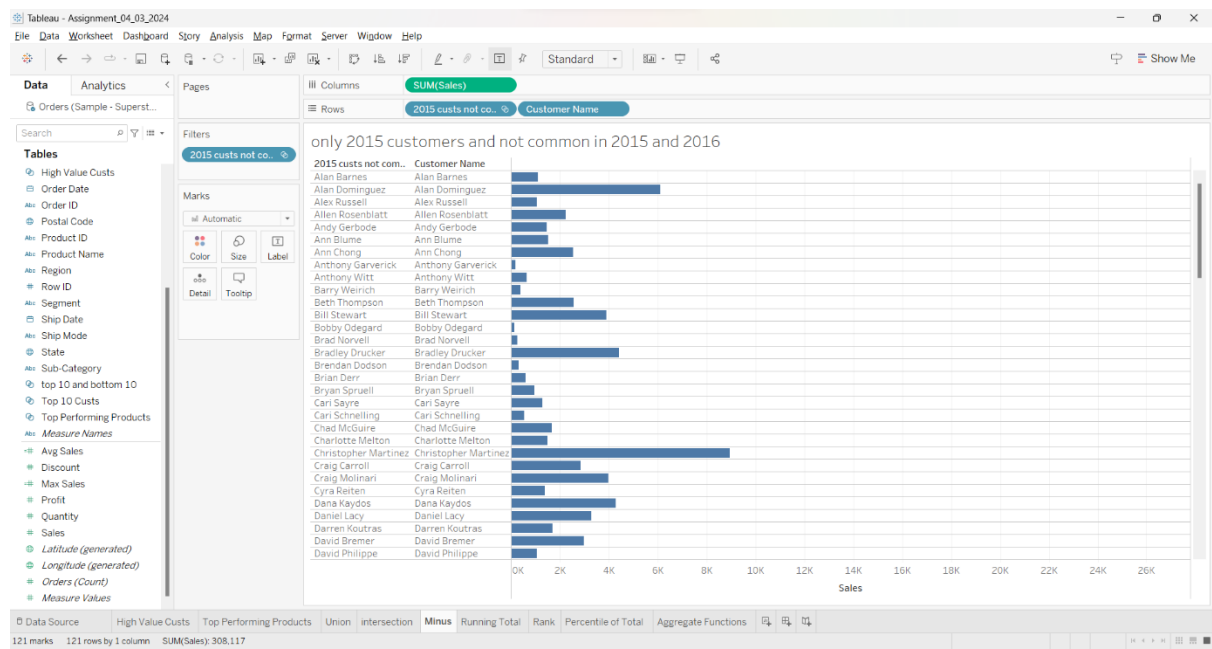 Tableau - Assignment_04_03_2024
File Data Worksheet Dashboard Story Analysis Map Format Server Window Help
Standard
Show Me
Data Analytics
Orders (Sample - Superst...
Search
Tables
High Value Custs
Order Date
Abc Order ID
Postal Code
Abc Product ID
Abc Product Name
Abc Region
# Row ID
Abc Segment
Ship Date
Abc Ship Mode
State
Abc Sub-Category
top 10 and bottom 10
Top 10 Custs
Top Performing Products
Abc Measure Names
=# Avg Sales
# Discount
=# Max Sales
# Profit
# Quantity
# Sales
Latitude (generated)
Longitude (generated)
# Orders (Count)
# Measure Values
Pages
Filters
2015 custs not co..
Marks
Automatic
Color Size Label
Detail Tooltip
Columns SUM(Sales)
Rows 2015 custs not co.. Customer Name
only 2015 customers and not common in 2015 and 2016
2015 custs not com.. Customer Name
Alan Barnes Alan Barnes
Alan Dominguez Alan Dominguez
Alex Russell Alex Russell
Allen Rosenblatt Allen Rosenblatt
Andy Gerbode Andy Gerbode
Ann Blume Ann Blume
Ann Chong Ann Chong
Anthony Garverick Anthony Garverick
Anthony Witt Anthony Witt
Barry Weirich Barry Weirich
Beth Thompson Beth Thompson
Bill Stewart Bill Stewart
Bobby Odegard Bobby Odegard
Brad Norvell Brad Norvell
Bradley Drucker Bradley Drucker
Brendan Dodson Brendan Dodson
Brian Derr Brian Derr
Bryan Spruell Bryan Spruell
Cari Sayre Cari Sayre
Cari Schnelling Cari Schnelling
Chad McGuire Chad McGuire
Charlotte Melton Charlotte Melton
Christopher Martinez Christopher Martinez
Craig Carroll Craig Carroll
Craig Molinari Craig Molinari
Cyra Reiten Cyra Reiten
Dana Kaydos Dana Kaydos
Daniel Lacy Daniel Lacy
Darren Koutras Darren Koutras
David Bremer David Bremer
David Philippe David Philippe
0K 2K 4K 6K 8K 10K 12K 14K 16K 18K 20K 22K 24K 26K
Sales
Data Source High Value Custs Top Performing Products Union intersection Minus Running Total Rank Percentile of Total Aggregate Functions
121 marks 121 rows by 1 column SUM(Sales): 308,117